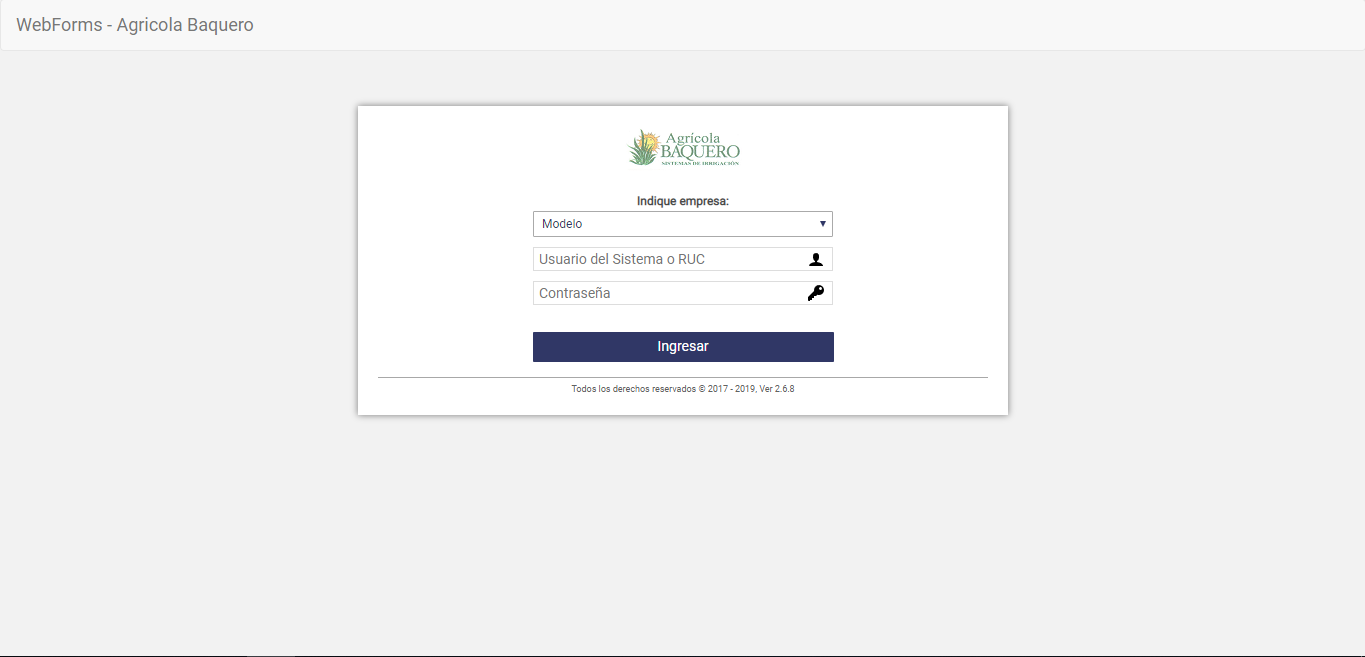 WebForms - Agricola Baquero
Agrícola
BAQUERO
SISTEMAS DE IRRIGACIÓN
Indique empresa:
Modelo
Usuario del Sistema o RUC
Contraseña
Ingresar
Todos los derechos reservados © 2017 - 2019, Ver 2.6.8